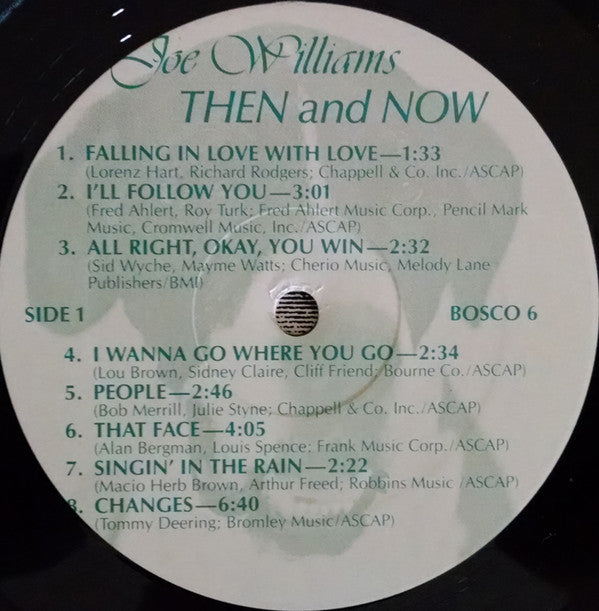 Joe Williams
THEN and NOW
1. FALLING IN LOVE WITH LOVE—1:33
(Lorenz Hart, Richard Rodgers; Chappell & Co. Inc./ASCAP)
2. I'LL FOLLOW YOU—3:01
(Fred Ahlert, Roy Turk; Fred Ahlert Music Corp., Pencil Mark
Music, Cromwell Music, Inc./ASCAP)
3. ALL RIGHT, OKAY, YOU WIN—2:32
(Sid Wyche, Mayme Watts; Cherio Music, Melody Lane
Publishers/BMI)
SIDE 1 BOSCO 6
4. I WANNA GO WHERE YOU GO—2:34
(Lou Brown, Sidney Claire, Cliff Friend; Bourne Co./ASCAP)
5. PEOPLE—2:46
(Bob Merrill, Julie Styne; Chappell & Co. Inc./ASCAP)
6. THAT FACE—4:05
(Alan Bergman, Louis Spence; Frank Music Corp./ASCAP)
7. SINGIN' IN THE RAIN—2:22
(Macio Herb Brown, Arthur Freed; Robbins Music /ASCAP)
8. CHANGES—6:40
(Tommy Deering; Bromley Music/ASCAP)